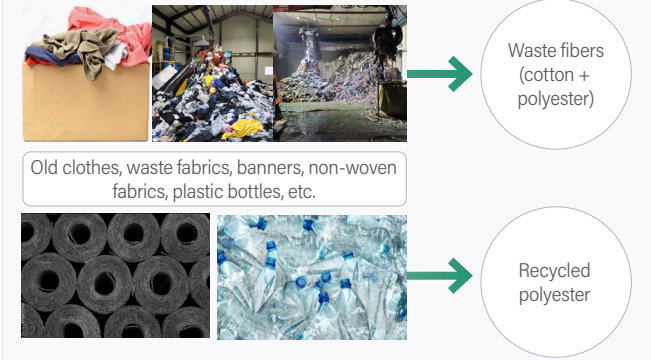 Waste fibers
(cotton +
polyester)
Old clothes, waste fabrics, banners, non-woven
fabrics, plastic bottles, etc.
Recycled
polyester